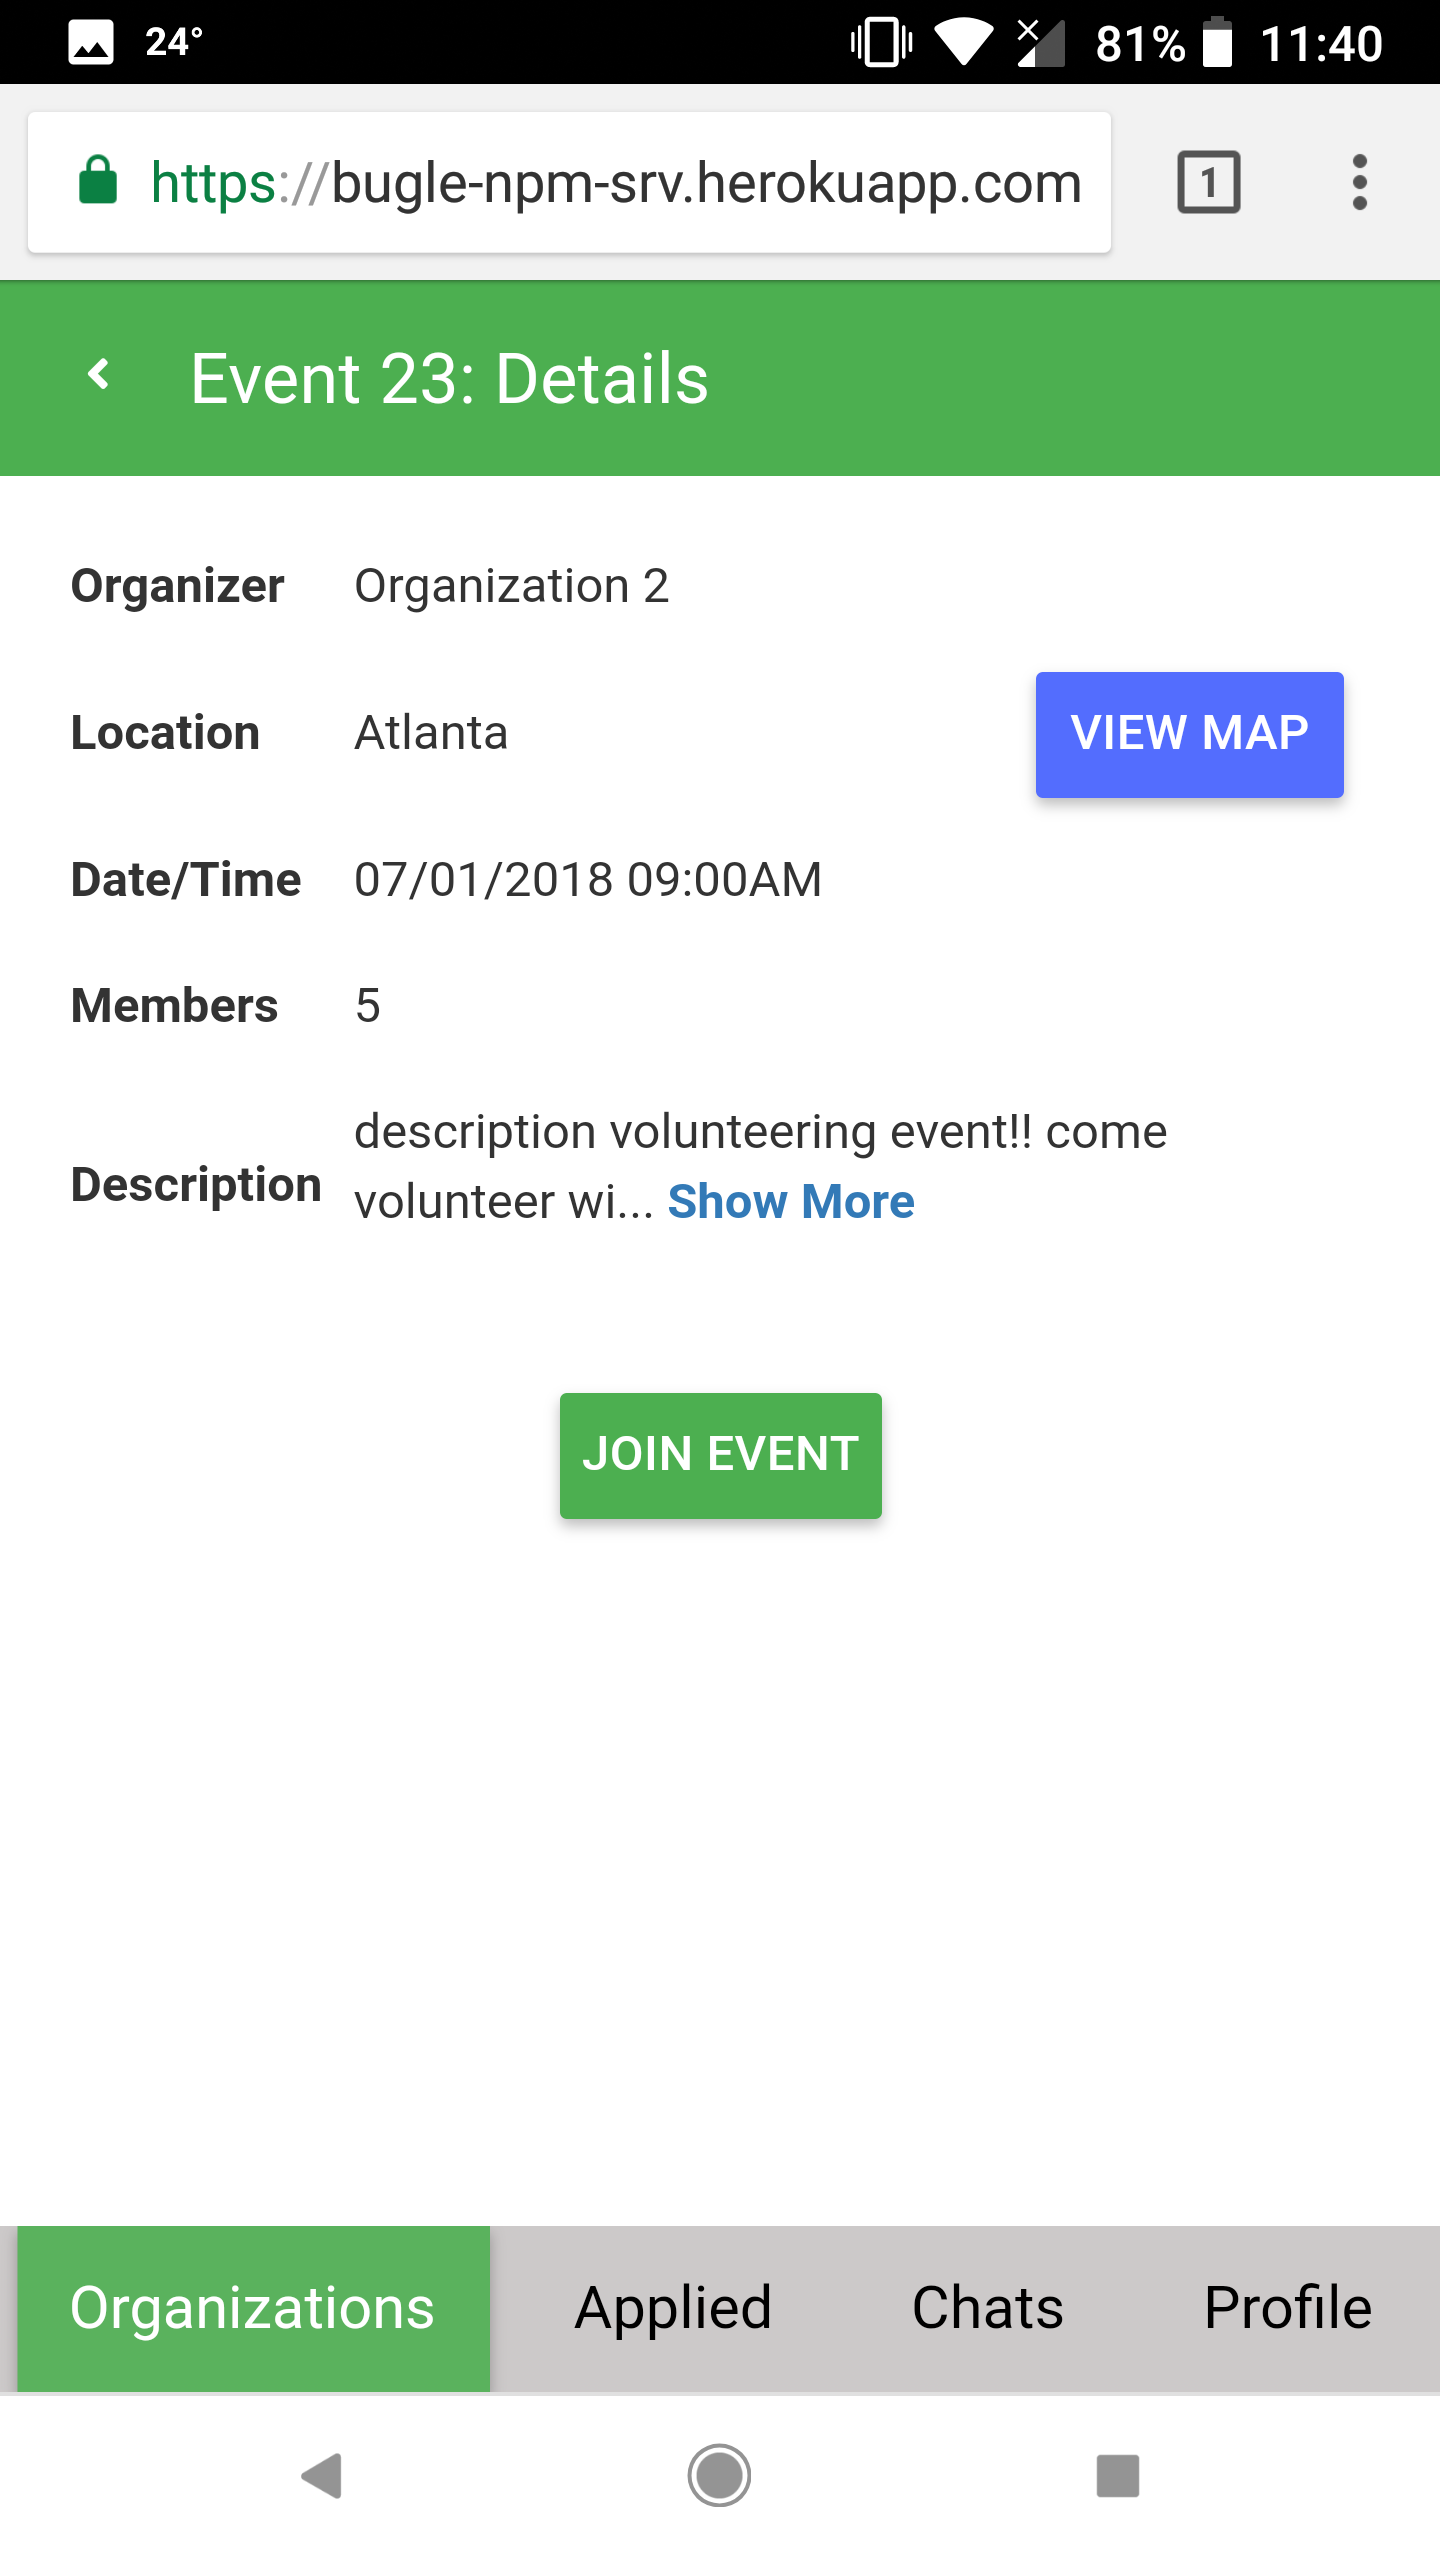 24° 81% 11:40
https://bugle-npm-srv.herokuapp.com 1
Event 23: Details
Organizer Organization 2
Location Atlanta VIEW MAP
Date/Time 07/01/2018 09:00AM
Members 5
description volunteering event!! come
Description
volunteer wi... Show More
JOIN EVENT
Organizations Applied Chats Profile